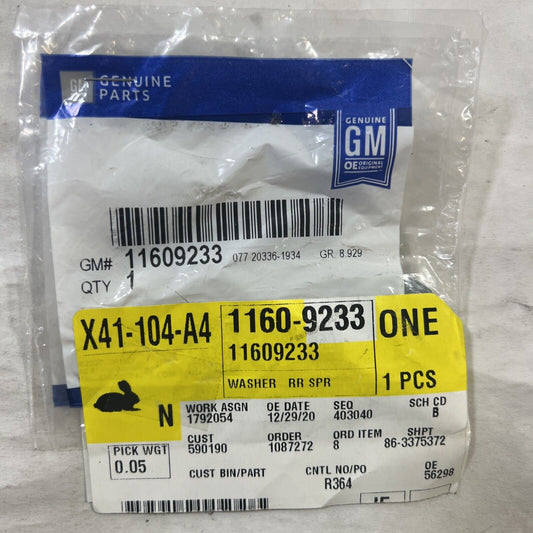 GM GENUINE
PARTS
GENUINE
GM
OE ORIGINAL
EQUIPMENT
GM# 11609233 077 20336-1934 GR 8.929
QTY 1
X41-104-A4 1160-9233 ONE
11609233
WASHER RR SPR 1 PCS
N
WORK ASGN OE DATE SEQ SCH CD
1792054 12/29/20 403040 B
CUST ORDER ORD ITEM SHPT
590190 1087272 8 86-3375372
PICK WGT
0.05
CUST BIN/PART CNTL NO/PO OE
R364 56298